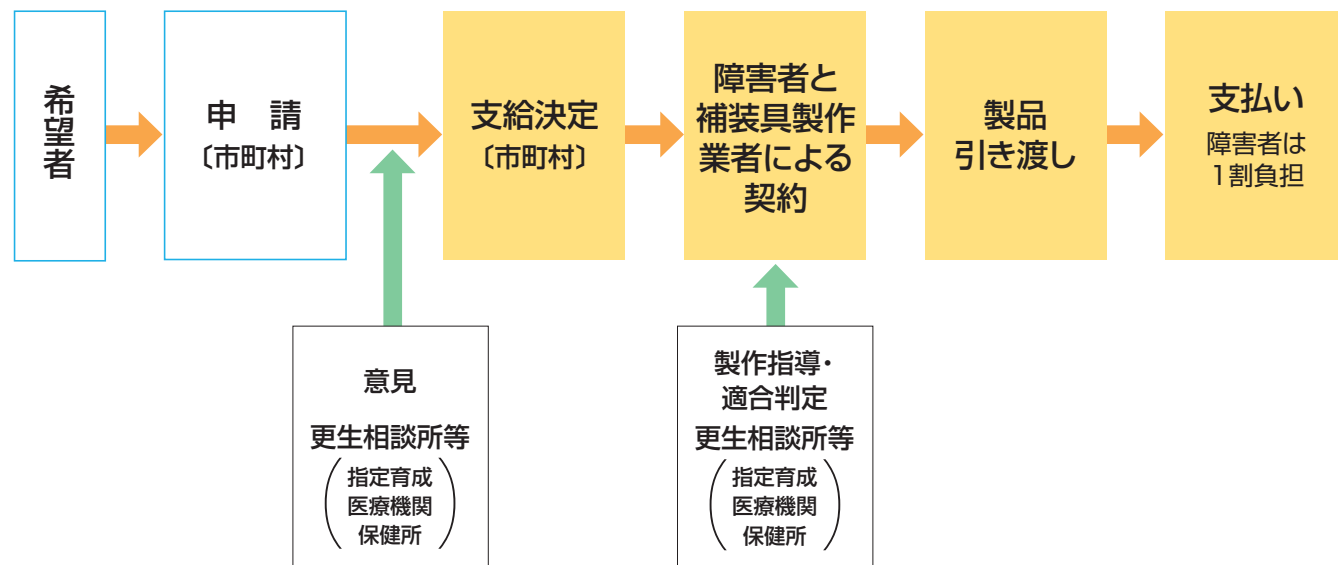 希望者
申　請
〔市町村〕
支給決定
〔市町村〕
障害者と
補装具製作
業者による
契約
製品
引き渡し
支払い
障害者は
1割負担
意見
更生相談所等
(指定育成
医療機関
保健所)
製作指導・
適合判定
更生相談所等
(指定育成
医療機関
保健所)